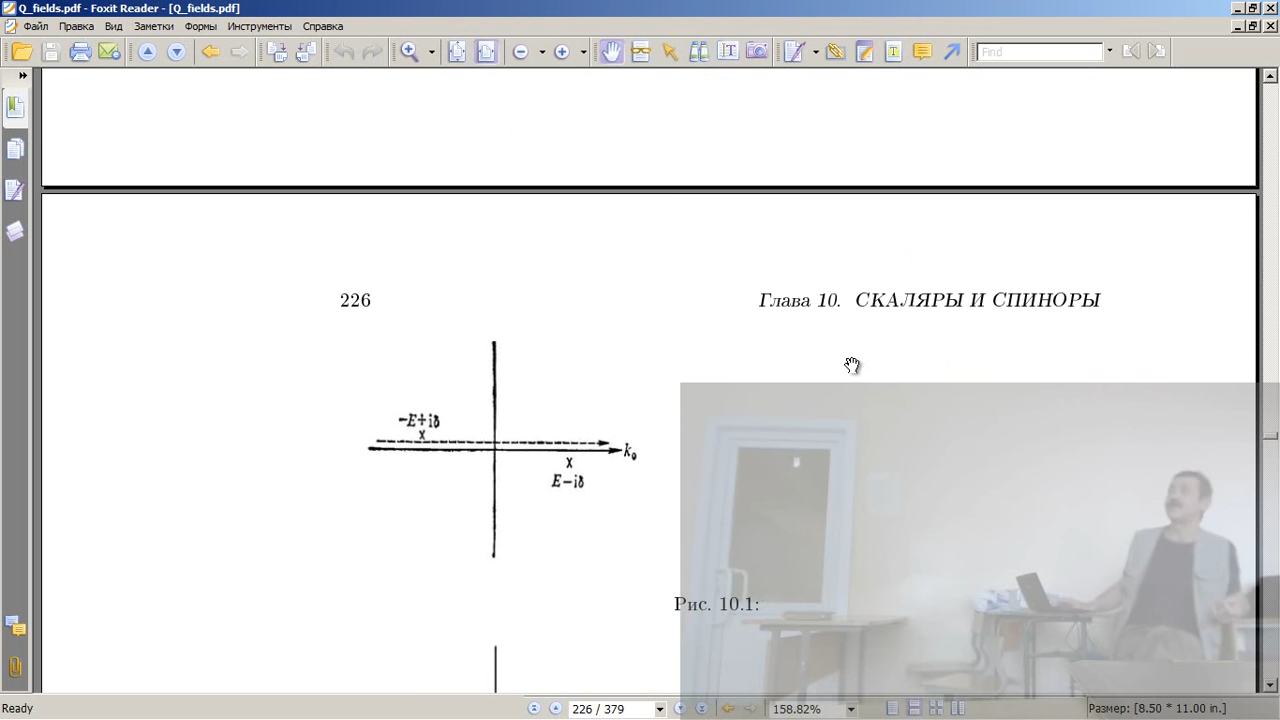 Q_fields.pdf - Foxit Reader - [Q_fields.pdf]
Файл Правка Вид Заметки Формы Инструменты Справка
Find
226 Глава 10. СКАЛЯРЫ И СПИНОРЫ
-E+iδ
x
k₀
x
E-iδ
Рис. 10.1:
Ready 226 / 379 158.82% Размер: [8.50 * 11.00 in.]